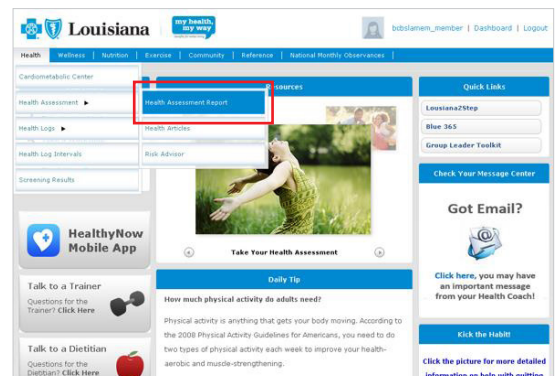 Louisiana
my health,
my way
bcbslamem_member | Dashboard | Logout
Health | Wellness | Nutrition | Exercise | Community | Reference | National Monthly Observances |
Cardiometabolic Center
Health Assessment
Health Logs
Health Log Intervals
Screening Results
Health Assessment Report
Health Articles
Risk Advisor
Take Your Health Assessment
HealthyNow
Mobile App
Talk to a Trainer
Questions for the
Trainer? Click Here
Talk to a Dietitian
Questions for the
Dietitian? Click Here
Daily Tip
How much physical activity do adults need?
Physical activity is anything that gets your body moving. According to
the 2008 Physical Activity Guidelines for Americans, you need to do
two types of physical activity each week to improve your health-
aerobic and muscle-strengthening.
Quick Links
Lousiana2Step
Blue 365
Group Leader Toolkit
Check Your Message Center
Got Email?
Click here, you may have
an important message
from your Health Coach!
Kick the Habit!
Click the picture for more detailed
information on help with quitting